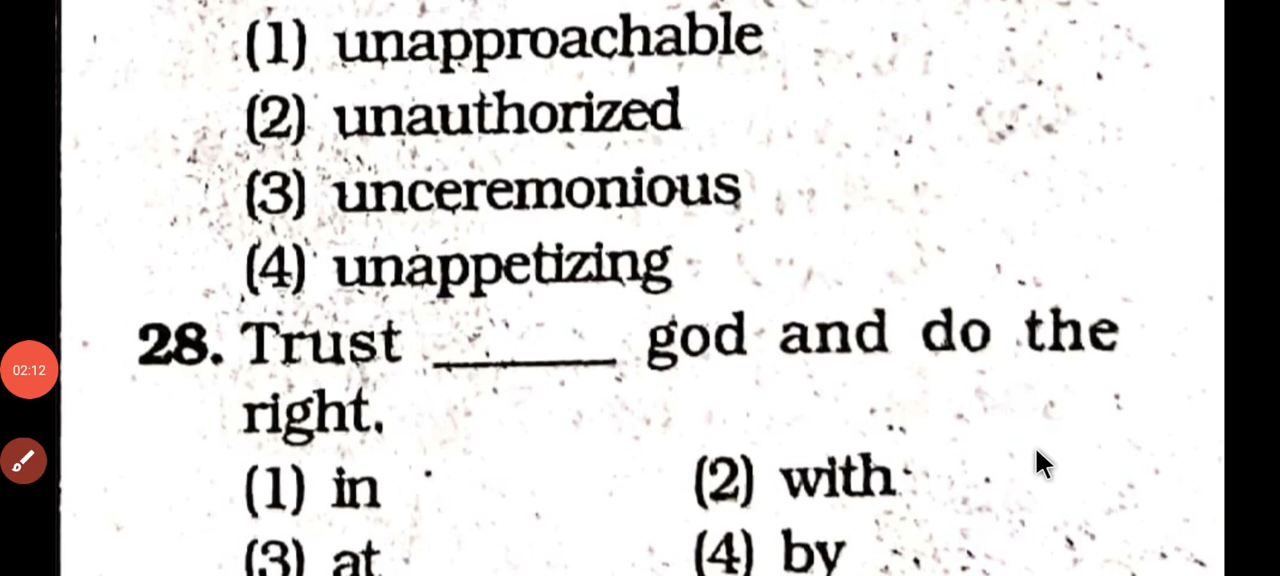 (1) unapproachable
(2) unauthorized
(3) unceremonious
(4) unappetizing
28. Trust ______ god and do the
right.
(1) in (2) with
(3) at (4) by
02:12